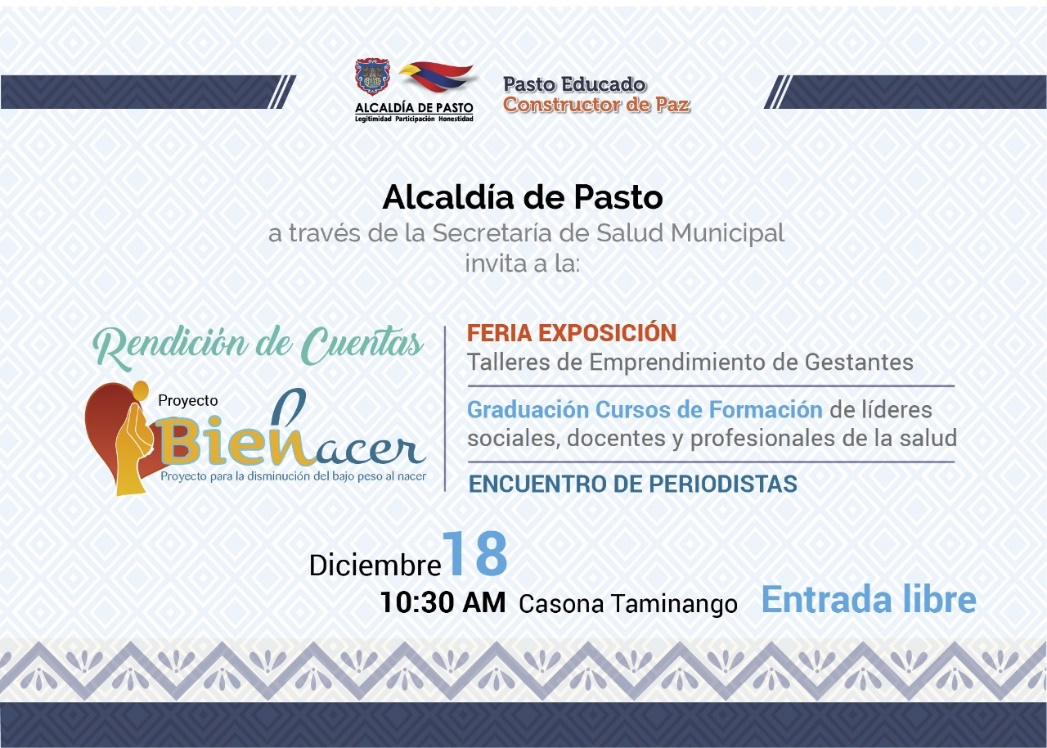 ALCALDÍA DE PASTO
Legitimidad Participación Honestidad
Pasto Educado
Constructor de Paz
Alcaldía de Pasto
a través de la Secretaría de Salud Municipal
invita a la:
Rendición de Cuentas
Proyecto
Bien nacer
Proyecto para la disminución del bajo peso al nacer
FERIA EXPOSICIÓN
Talleres de Emprendimiento de Gestantes
Graduación Cursos de Formación de líderes
sociales, docentes y profesionales de la salud
ENCUENTRO DE PERIODISTAS
Diciembre 18
10:30 AM Casona Taminango Entrada libre